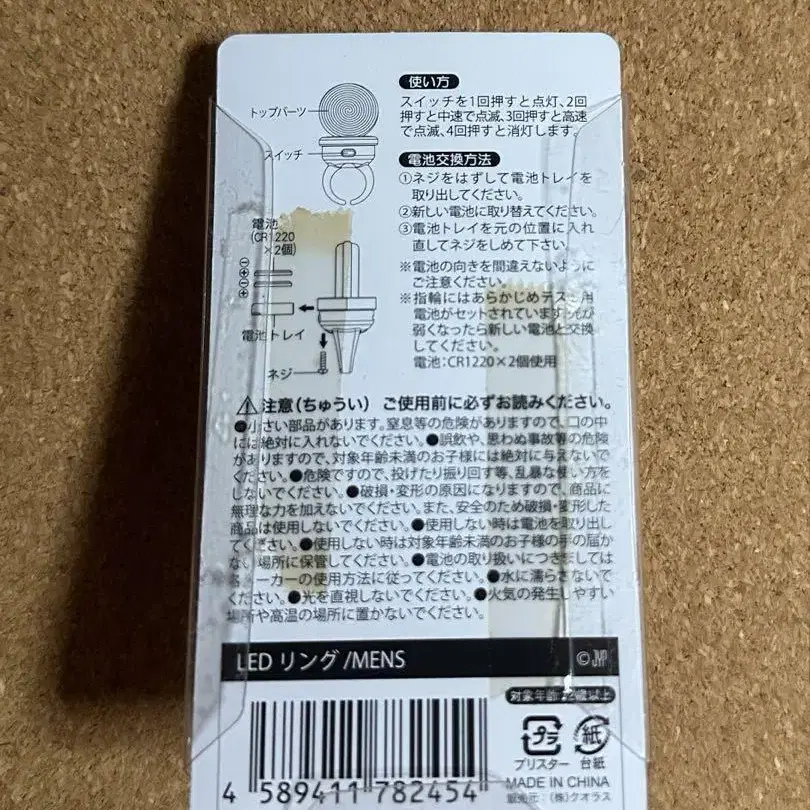 使い方
スイッチを1回押すと点灯、2回
押すと中速で点滅、3回押すと高速
で点滅、4回押すと消灯します。
トップパーツ
スイッチ
電池交換方法
①ネジをはずして電池トレイを
取り出してください。
②新しい電池に取り替えてください。
③電池トレイを元の位置に入れ
直してネジをしめて下さい。
電池
(CR1220
×2個)
⊖
⊕
⊖
⊕
電池トレイ
ネジ
※電池の向きを間違えないように
ご注意ください。
※指輪にはあらかじめテスト用
電池がセットされています。光が
弱くなったら新しい電池と交換
してください。
電池:CR1220×2個使用
⚠注意(ちゅうい) ご使用前に必ずお読みください。
●小さい部品があります。窒息等の危険がありますので、口の中
には絶対に入れないでください。●誤飲や、思わぬ事故等の危険
がありますので、対象年齢未満のお子様には絶対に与えないで
ください。●危険ですので、投げたり振り回す等、乱暴な使い方を
しないでください。●破損・変形の原因になりますので、商品に
無理な力を加えないでください。また、安全のため破損・変形した
商品は使用しないでください。●使用しない時は電池を取り出し
てください。●使用しない時は対象年齢未満のお子様の手の届か
ない場所に保管してください。●電池の取り扱いにつきましては
各メーカーの使用方法に従ってください。●水に濡らさないで
ください。●光を直視しないでください。●火気の発生しやすい
場所や高温の場所に置かないでください。
LED リング /MENS
© JYP
対象年齢:12歳以上
4 589411 782454
プラ
紙
ブリスター 台紙
MADE IN CHINA
販売元:(株)クオラス